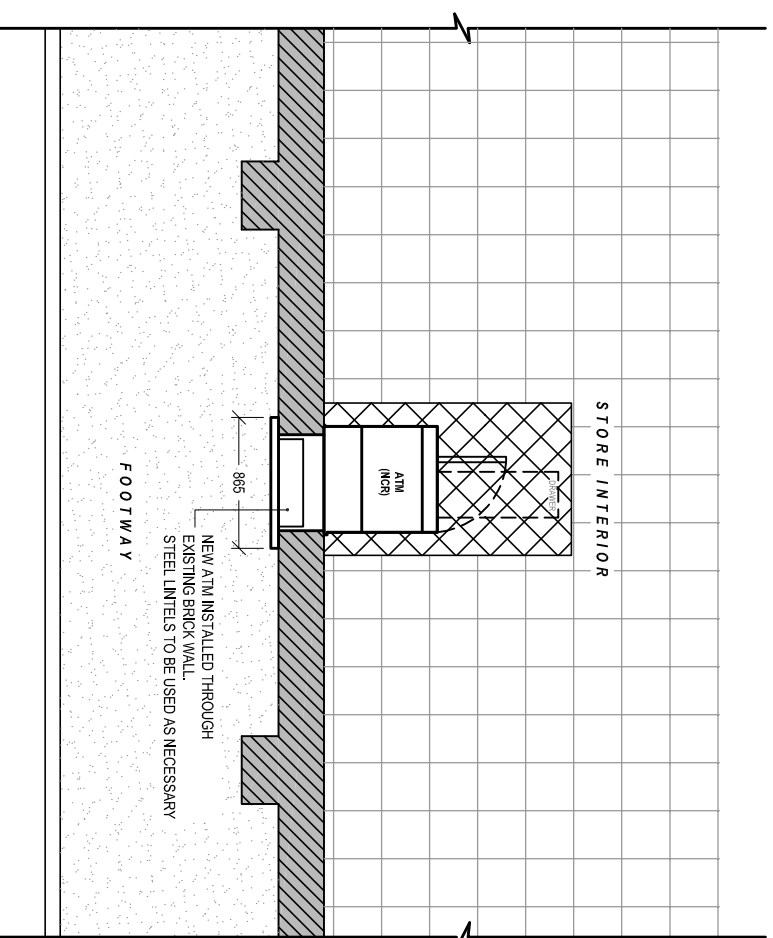 STORE INTERIOR
DRAWER
ATM
(NCR)
865
NEW ATM INSTALLED THROUGH
EXISTING BRICK WALL.
STEEL LINTELS TO BE USED AS NECESSARY
FOOTWAY